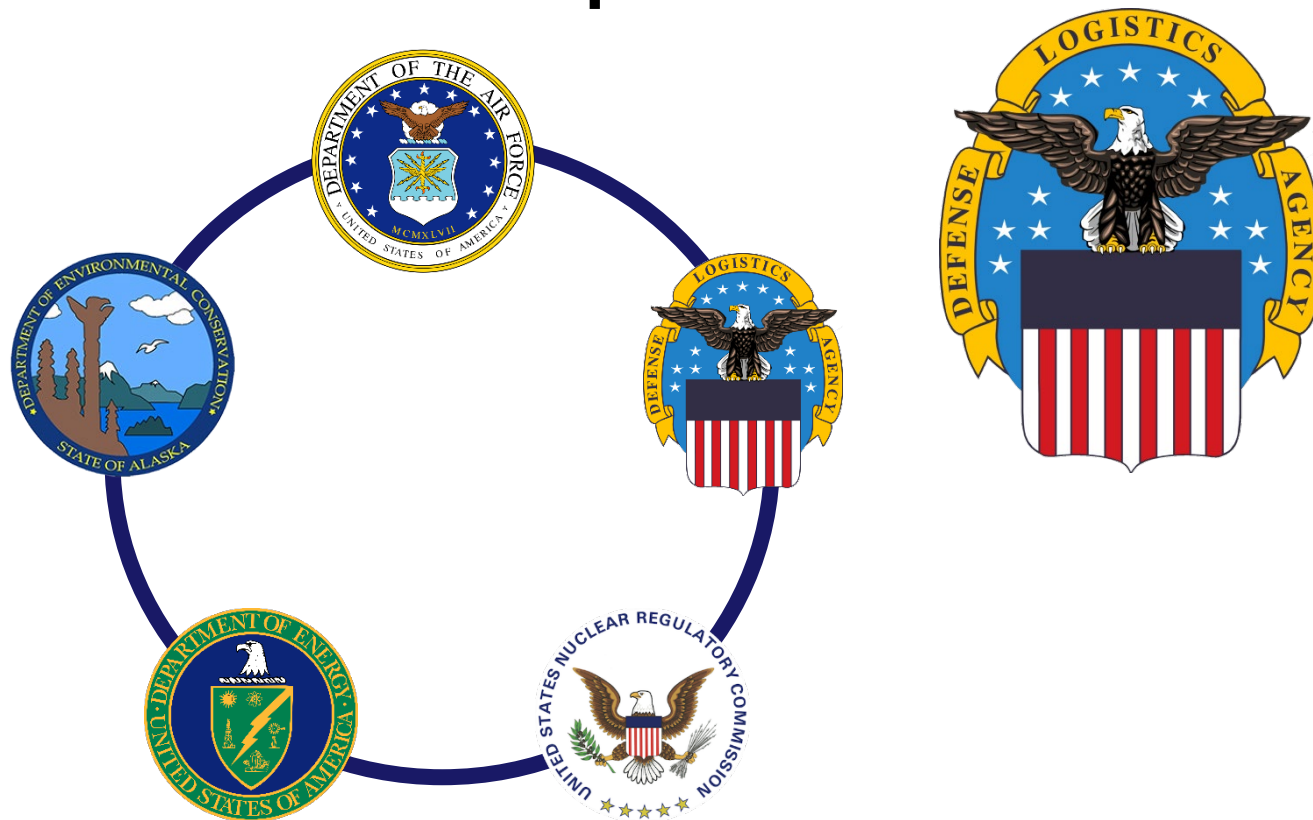 DEPARTMENT OF THE AIR FORCE
MCMXLVII
UNITED STATES OF AMERICA
LOGISTICS
DEFENSE
AGENCY
DEPARTMENT OF ENVIRONMENTAL CONSERVATION
STATE OF ALASKA
LOGISTICS
DEFENSE
AGENCY
DEPARTMENT OF ENERGY
UNITED STATES OF AMERICA
UNITED STATES NUCLEAR REGULATORY COMMISSION